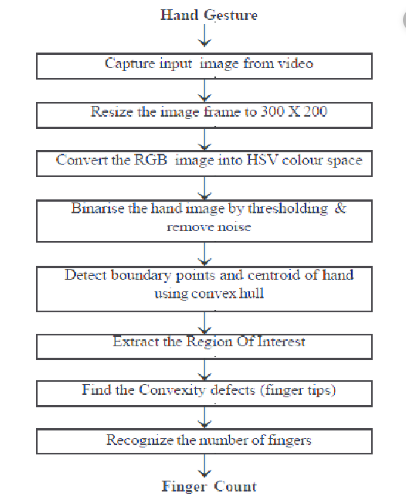 Hand Gesture
Capture input image from video
Resize the image frame to 300 X 200
Convert the RGB image into HSV colour space
Binarise the hand image by thresholding &
remove noise
Detect boundary points and centroid of hand
using convex hull
Extract the Region Of Interest
Find the Convexity defects (finger tips)
Recognize the number of fingers
Finger Count